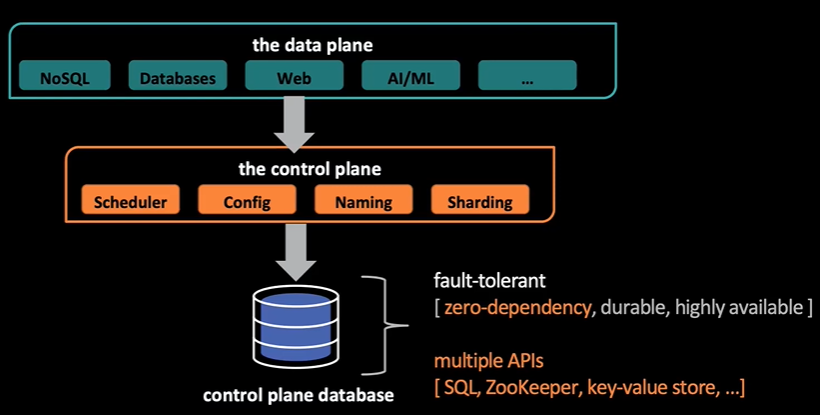 the data plane
NoSQL
Databases
Web
AI/ML
...
the control plane
Scheduler
Config
Naming
Sharding
fault-tolerant
[ zero-dependency, durable, highly available ]
multiple APIs
[ SQL, ZooKeeper, key-value store, ...]
control plane database